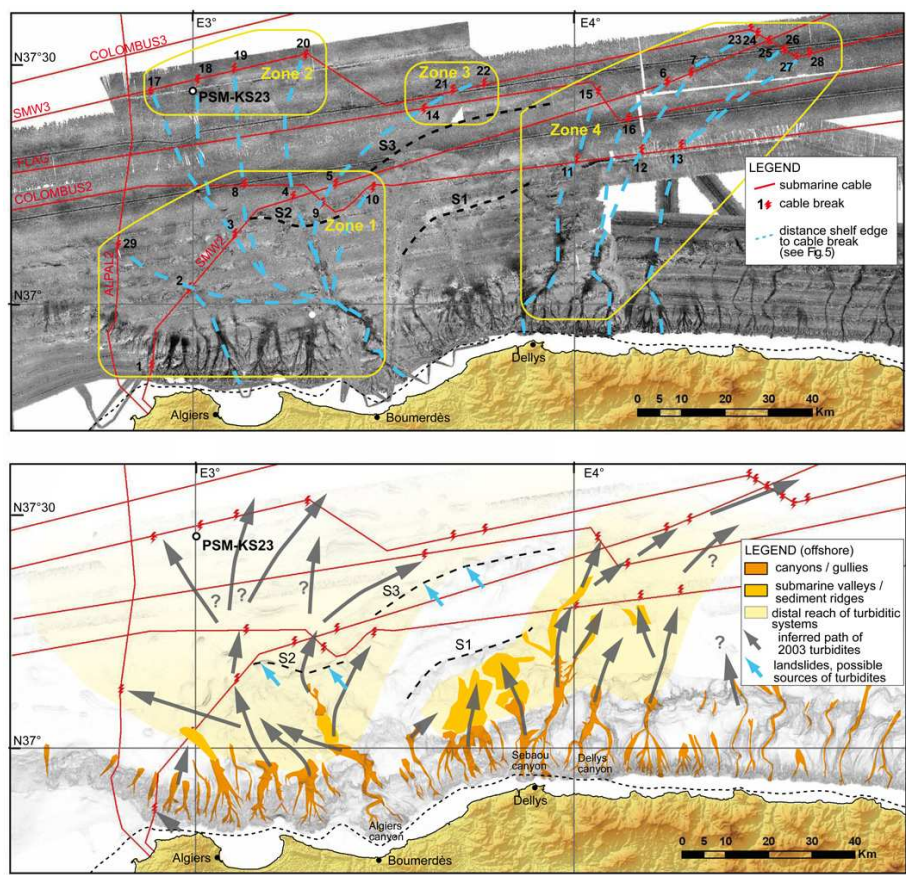 E3°
E4°
COLOMBUS3
N37°30
17
18
19
20
Zone 2
PSM-KS23
SMW3
FLAG
COLOMBUS2
Zone 3
21
22
14
23
24
25
26
27
28
6
7
15
16
Zone 4
11
12
13
S3
5
8
4
9
10
3
S2
S1
Zone 1
29
ALPAL2
SMW2
2
1
N37°
LEGEND
submarine cable
1 cable break
distance shelf edge
to cable break
(see Fig.5)
Dellys
Algiers
Boumerdès
0 5 10 20 30 40
Km
E3°
E4°
N37°30
PSM-KS23
?
?
?
?
?
?
S3
S2
S1
LEGEND (offshore)
canyons / gullies
submarine valleys /
sediment ridges
distal reach of turbiditic
systems
inferred path of
2003 turbidites
landslides, possible
sources of turbidites
N37°
Sebaou
canyon
Dellys
canyon
Algiers
canyon
Dellys
Algiers
Boumerdès
0 5 10 20 30 40
Km